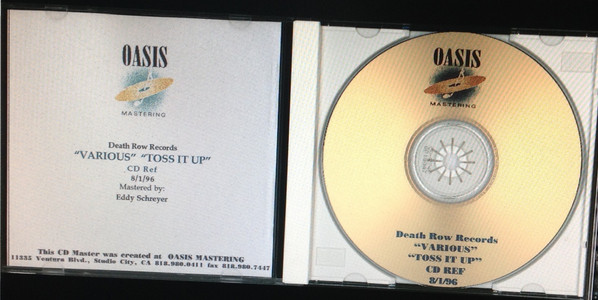 OASIS
MASTERING
Death Row Records
"VARIOUS" "TOSS IT UP"
CD Ref
8/1/96
Mastered by:
Eddy Schreyer
This CD Master was created at OASIS MASTERING
11335 Ventura Blvd., Studio City, CA 818.980.0411 fax 818.980.7447
OASIS
MASTERING
Death Row Records
"VARIOUS"
"TOSS IT UP"
CD REF
8/1/96